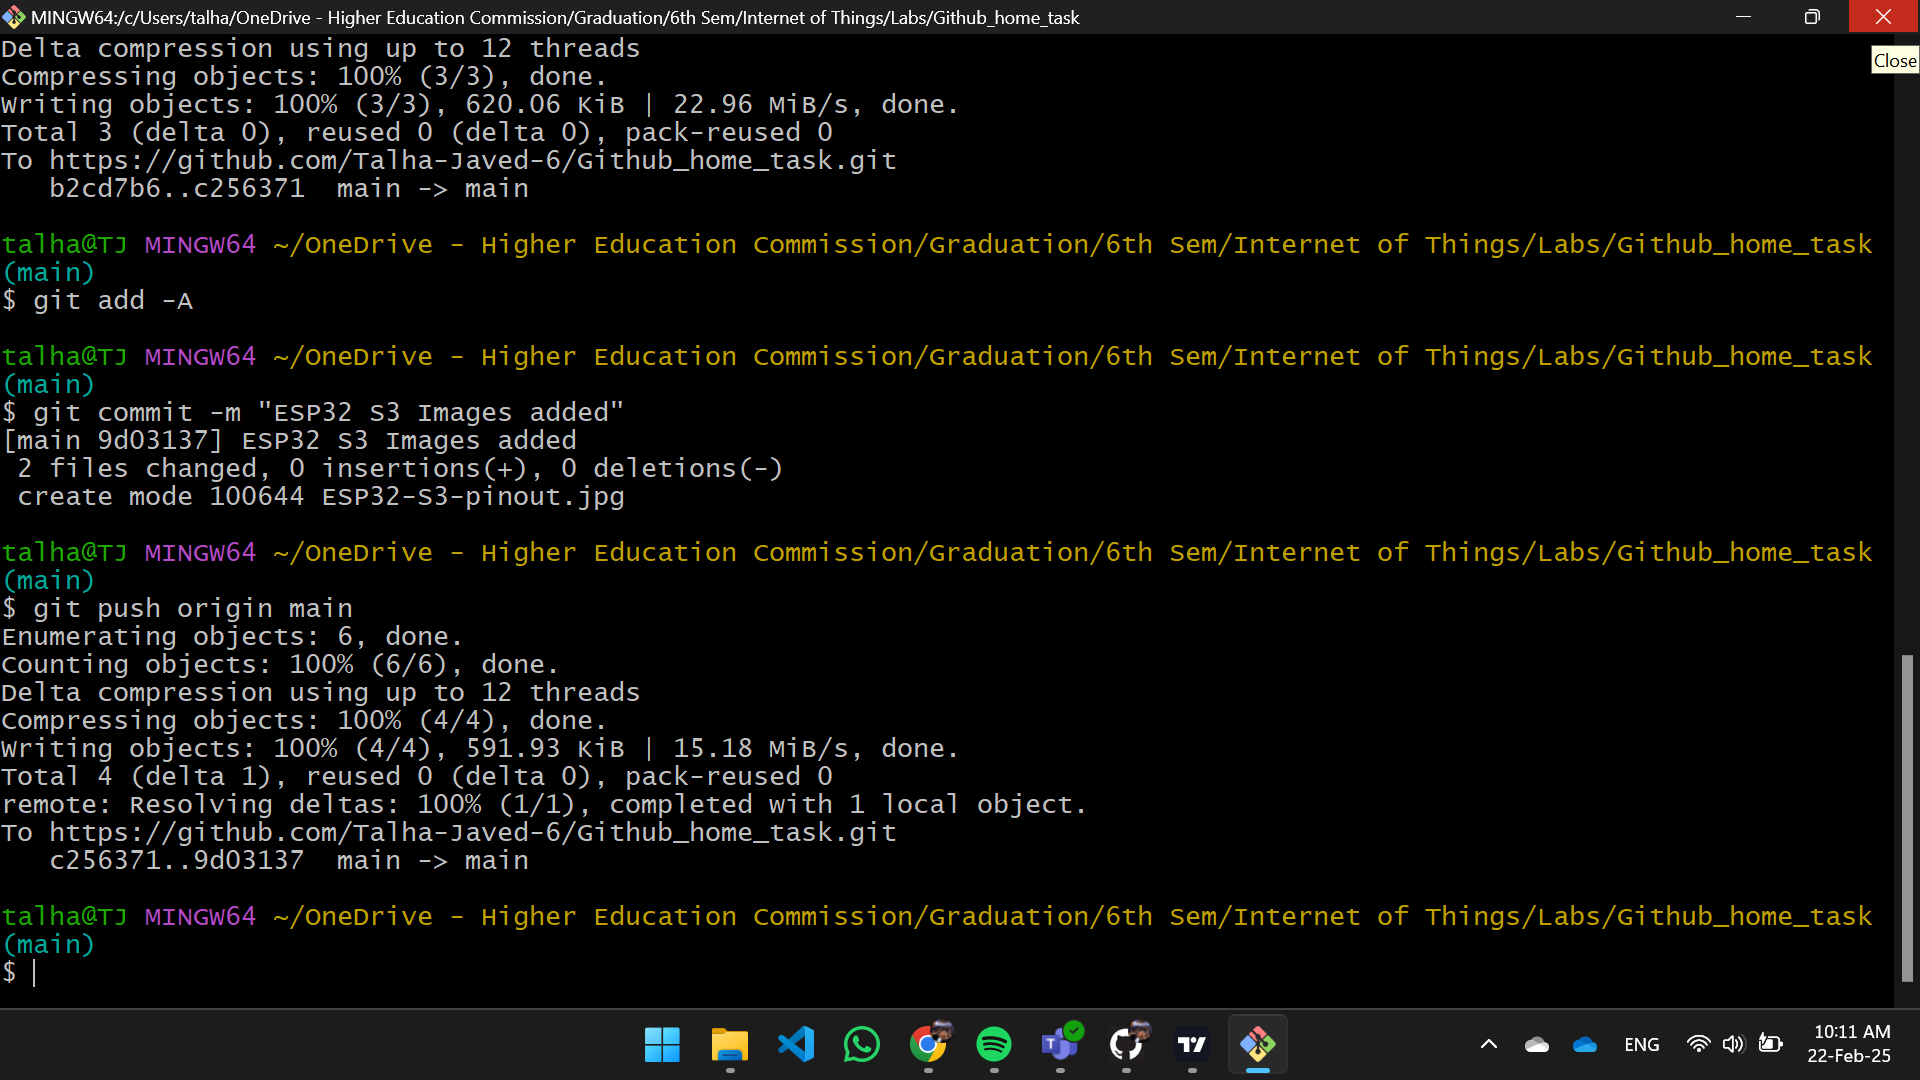 MINGW64:/c/Users/talha/OneDrive - Higher Education Commission/Graduation/6th Sem/Internet of Things/Labs/Github_home_task
Close
Delta compression using up to 12 threads
Compressing objects: 100% (3/3), done.
Writing objects: 100% (3/3), 620.06 KiB | 22.96 MiB/s, done.
Total 3 (delta 0), reused 0 (delta 0), pack-reused 0
To https://github.com/Talha-Javed-6/Github_home_task.git
   b2cd7b6..c256371  main -> main

talha@TJ MINGW64 ~/OneDrive - Higher Education Commission/Graduation/6th Sem/Internet of Things/Labs/Github_home_task
(main)
$ git add -A

talha@TJ MINGW64 ~/OneDrive - Higher Education Commission/Graduation/6th Sem/Internet of Things/Labs/Github_home_task
(main)
$ git commit -m "ESP32 S3 Images added"
[main 9d03137] ESP32 S3 Images added
 2 files changed, 0 insertions(+), 0 deletions(-)
 create mode 100644 ESP32-S3-pinout.jpg

talha@TJ MINGW64 ~/OneDrive - Higher Education Commission/Graduation/6th Sem/Internet of Things/Labs/Github_home_task
(main)
$ git push origin main
Enumerating objects: 6, done.
Counting objects: 100% (6/6), done.
Delta compression using up to 12 threads
Compressing objects: 100% (4/4), done.
Writing objects: 100% (4/4), 591.93 KiB | 15.18 MiB/s, done.
Total 4 (delta 1), reused 0 (delta 0), pack-reused 0
remote: Resolving deltas: 100% (1/1), completed with 1 local object.
To https://github.com/Talha-Javed-6/Github_home_task.git
   c256371..9d03137  main -> main

talha@TJ MINGW64 ~/OneDrive - Higher Education Commission/Graduation/6th Sem/Internet of Things/Labs/Github_home_task
(main)
$
ENG
10:11 AM
22-Feb-25